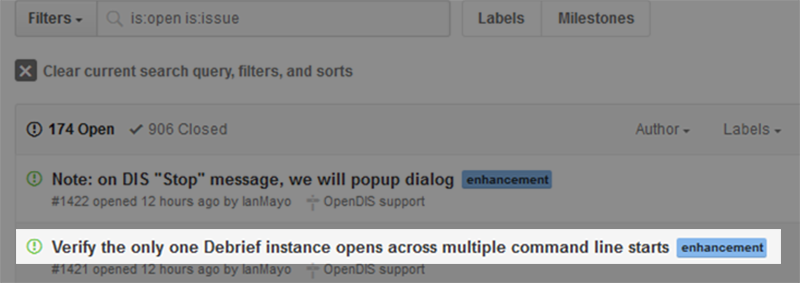 Filters is:open is:issue Labels Milestones
Clear current search query, filters, and sorts
174 Open 906 Closed Author Labels
Note: on DIS "Stop" message, we will popup dialog enhancement
#1422 opened 12 hours ago by IanMayo OpenDIS support
Verify the only one Debrief instance opens across multiple command line starts enhancement
#1421 opened 12 hours ago by IanMayo OpenDIS support